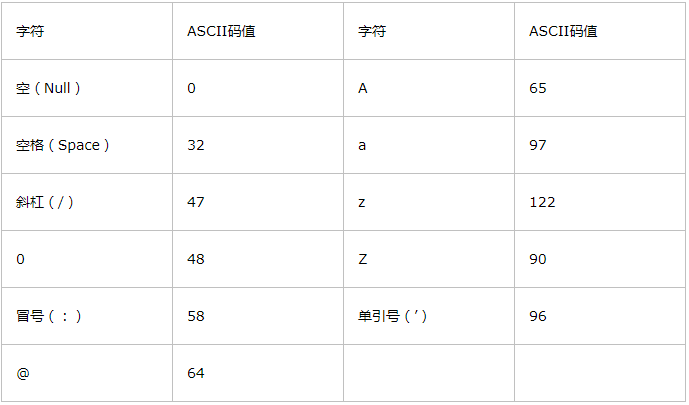 字符 ASCII码值 字符 ASCII码值
空（Null） 0 A 65
空格（Space） 32 a 97
斜杠（/） 47 z 122
0 48 Z 90
冒号（：） 58 单引号（′） 96
@ 64